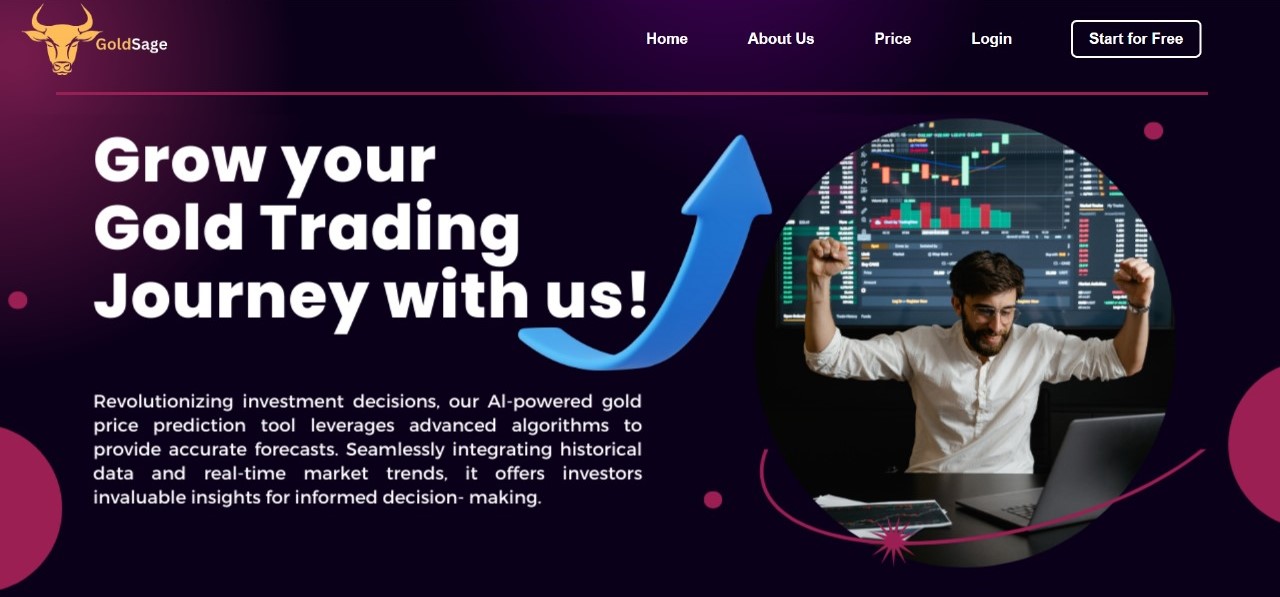 GoldSage
Home
About Us
Price
Login
Start for Free
Grow your
Gold Trading
Journey with us!
Revolutionizing investment decisions, our AI-powered gold
price prediction tool leverages advanced algorithms to
provide accurate forecasts. Seamlessly integrating historical
data and real-time market trends, it offers investors
invaluable insights for informed decision- making.